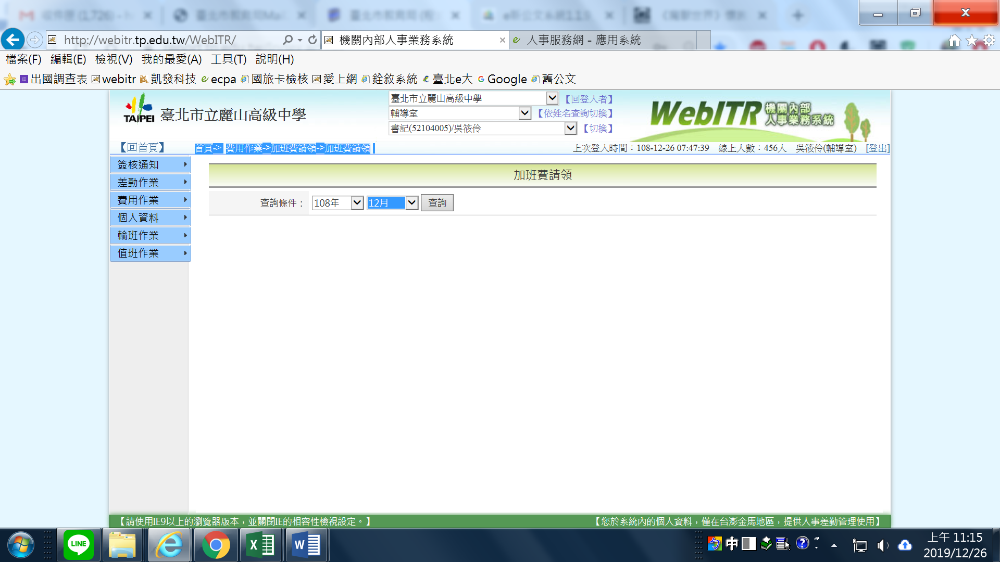 http://webitr.tp.edu.tw/WebITR/
機關內部人事業務系統
人事服務網 - 應用系統
檔案(F) 編輯(E) 檢視(V) 我的最愛(A) 工具(T) 說明(H)
出國調查表 webitr 凱發科技 ecpa 國旅卡檢核 愛上網 銓敘系統 臺北e大 Google 舊公文
TAIPEI 臺北市立麗山高級中學
臺北市立麗山高級中學 【回登入者】
輔導室 【依姓名查詢切換】
書記(52104005)/吳筱伶 【切換】
WebITR 機關內部
人事業務系統
【回首頁】 首頁-> 費用作業->加班費請領->加班費請領 上次登入時間：108-12-26 07:47:39 線上人數：456人 吳筱伶(輔導室) [登出]
簽核通知
差勤作業
費用作業
個人資料
輪班作業
值班作業
加班費請領
查詢條件： 108年 12月 查詢
【請使用IE9以上的瀏覽器版本，並關閉IE的相容性檢視設定。】 【您於系統內的個人資料，僅在台澎金馬地區，提供人事差勤管理使用】
LINE
中
上午 11:15
2019/12/26